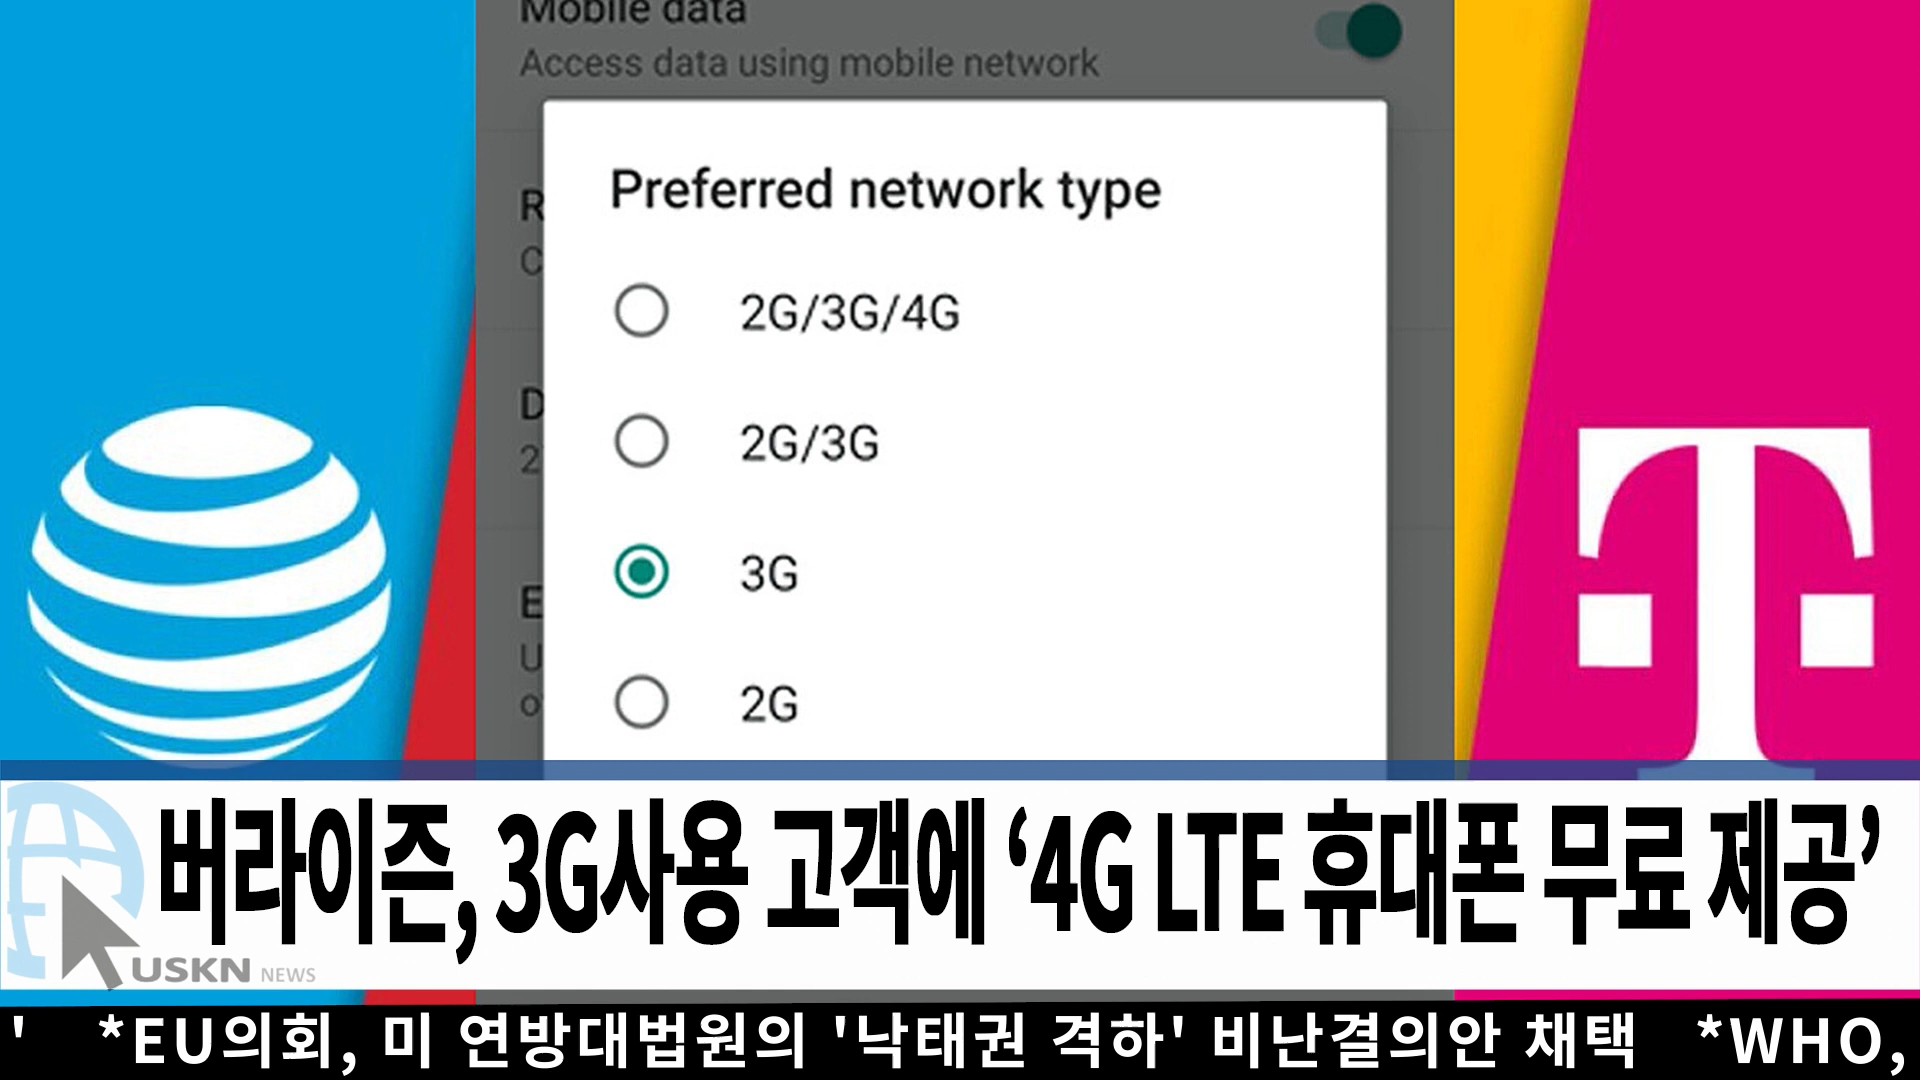 Mobile data
Access data using mobile network
Preferred network type
2G/3G/4G
2G/3G
3G
2G
버라이즌, 3G사용 고객에 ‘4G LTE 휴대폰 무료 제공’
USKN NEWS
' *EU의회, 미 연방대법원의 '낙태권 격하' 비난결의안 채택 *WHO,